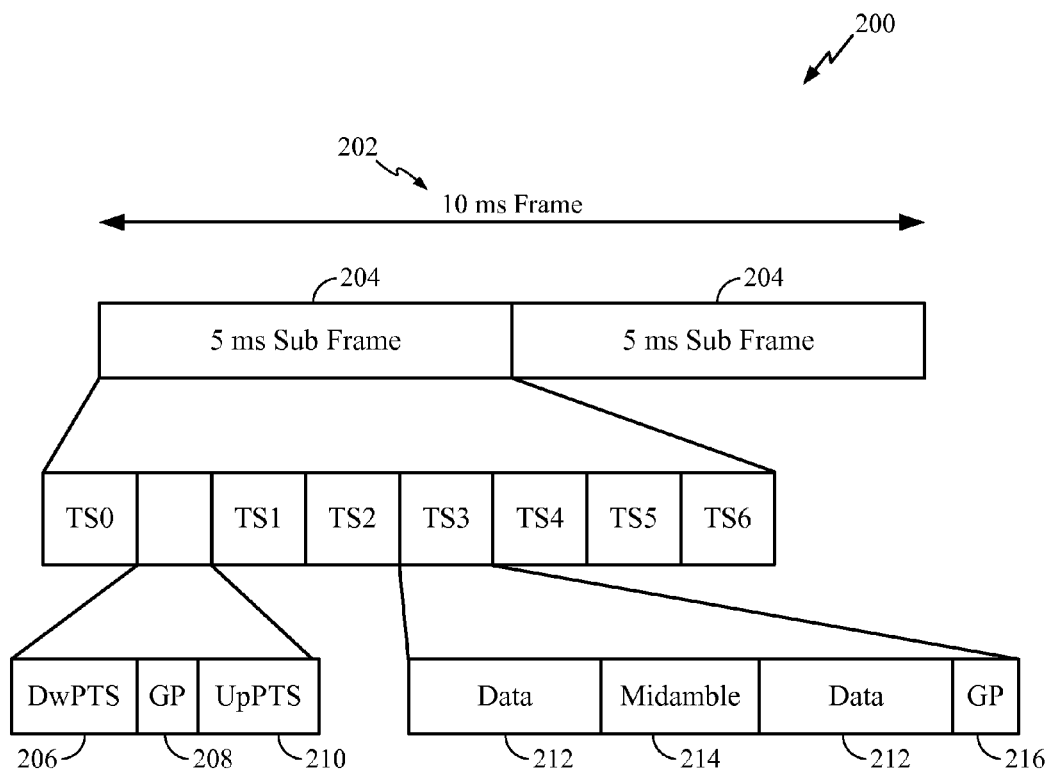 200
202
10 ms Frame
204 204
5 ms Sub Frame 5 ms Sub Frame
TS0 TS1 TS2 TS3 TS4 TS5 TS6
DwPTS GP UpPTS Data Midamble Data GP
206 208 210 212 214 212 216